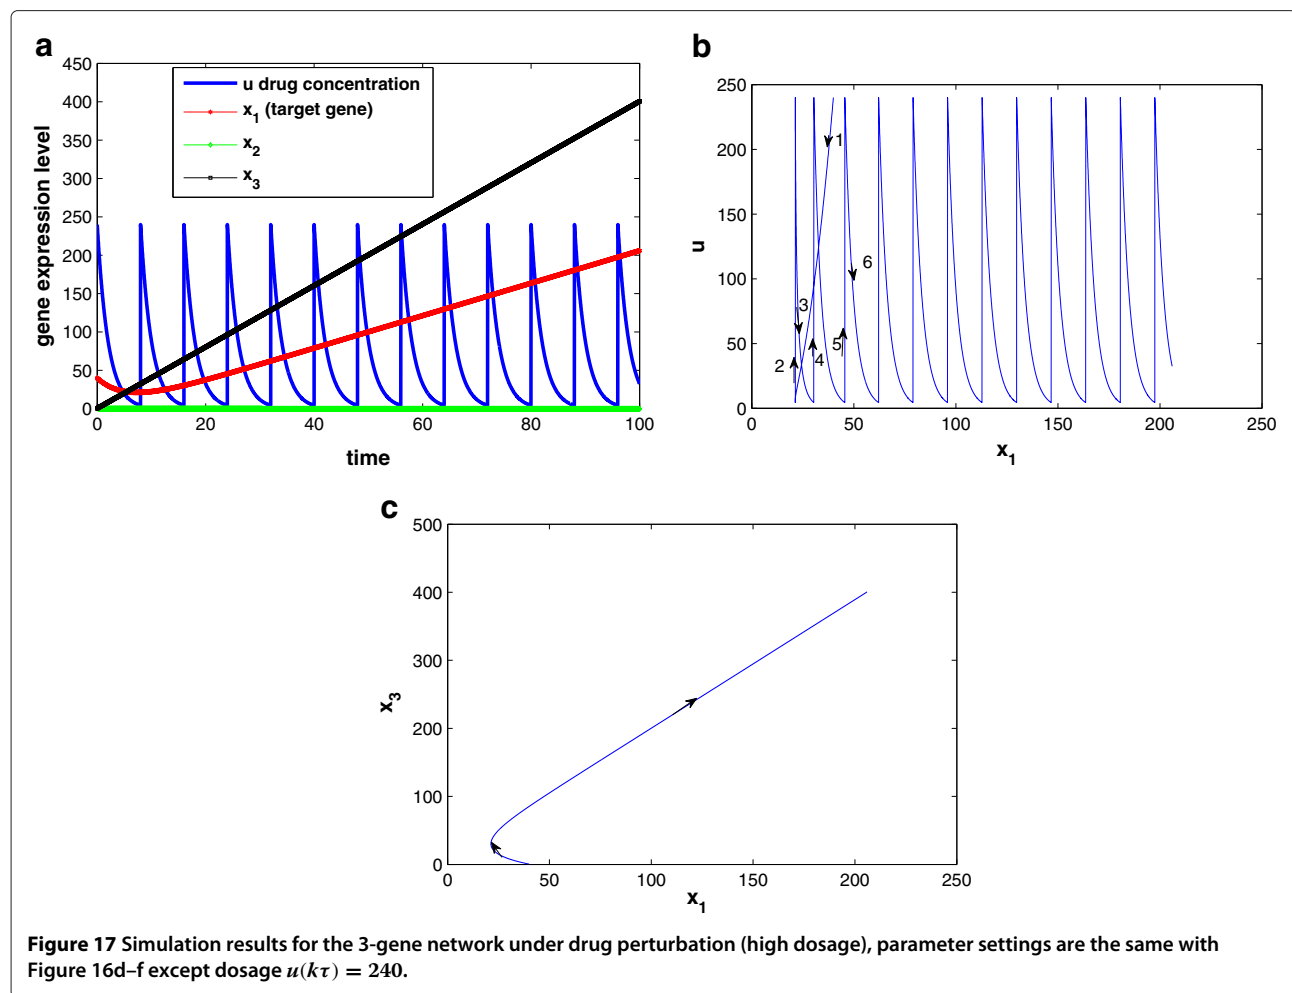 a
450
400
350
300
250
200
150
100
50
0
gene expression level
u drug concentration
x1 (target gene)
x2
x3
0 20 40 60 80 100
time
b
250
200
150
100
50
0
u
1
6
3
2
4
5
0 50 100 150 200 250
x1
c
500
400
300
200
100
0
x3
0 50 100 150 200 250
x1
Figure 17 Simulation results for the 3-gene network under drug perturbation (high dosage), parameter settings are the same with
Figure 16d–f except dosage u(kτ) = 240.